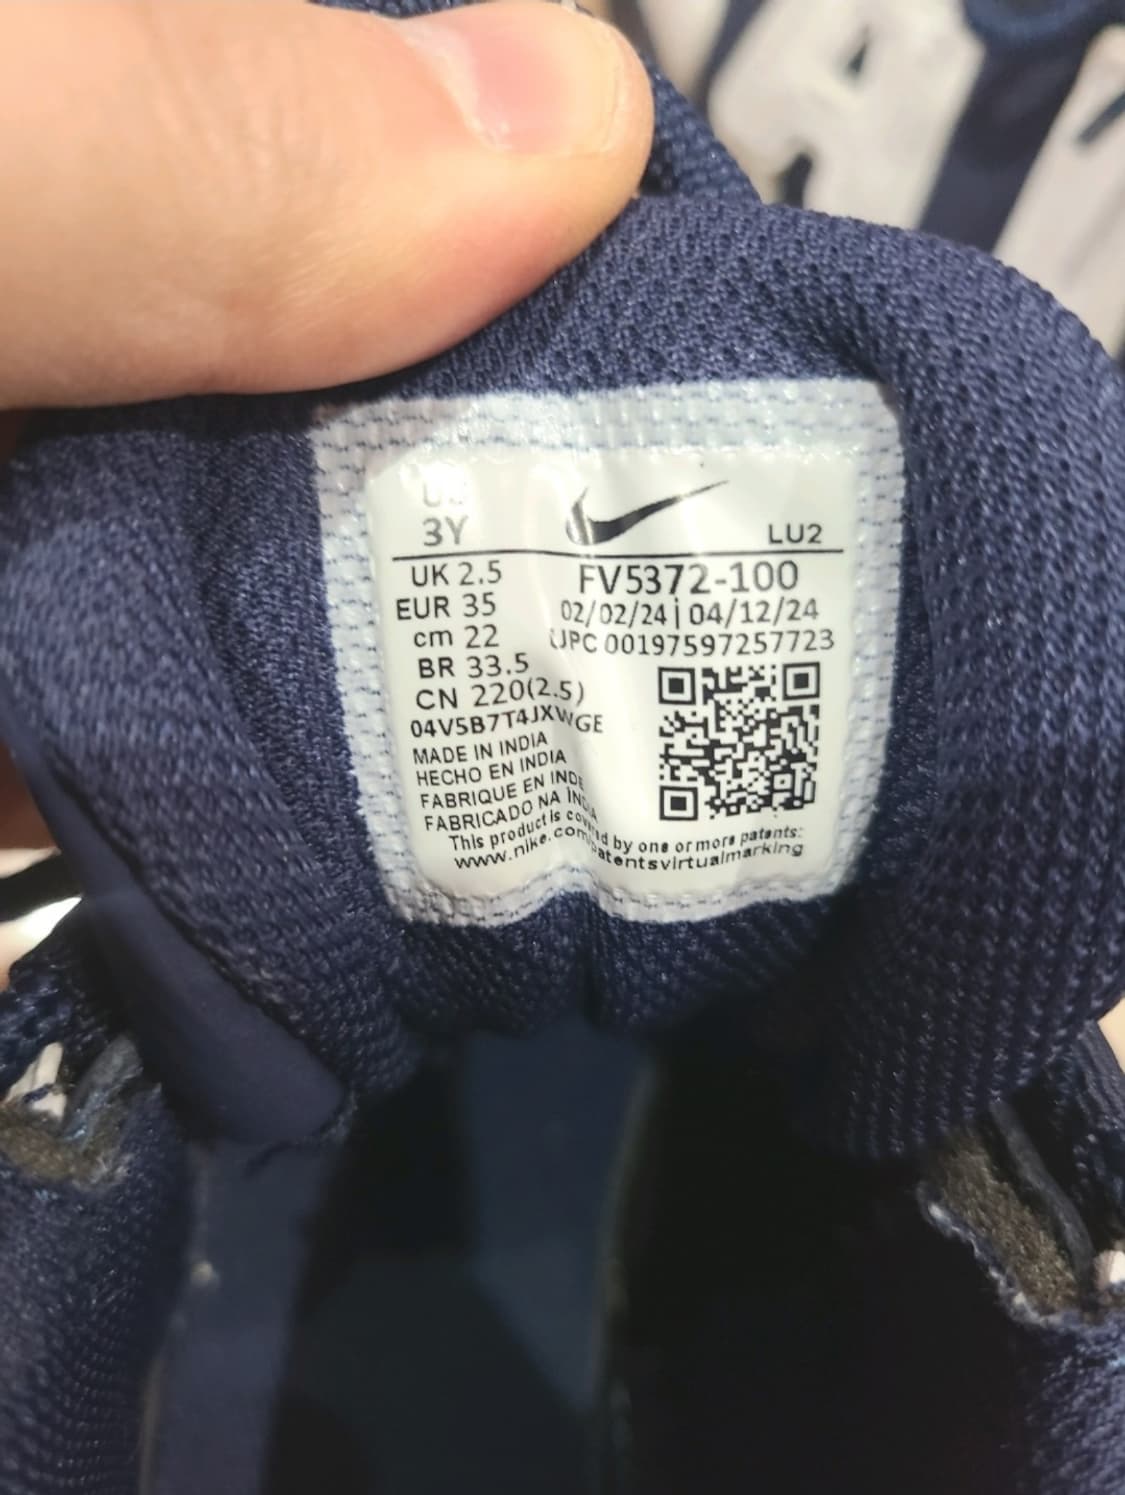 3Y
LU2
UK 2.5
FV5372-100
EUR 35
02/02/24 | 04/12/24
cm 22
UPC 00197597257723
BR 33.5
CN 220(2.5)
04V5B7T4JXWGE
MADE IN INDIA
HECHO EN INDIA
FABRIQUE EN INDE
FABRICADO NA ÍNDIA
This product is covered by one or more patents:
www.nike.com/patentsvirtualmarking